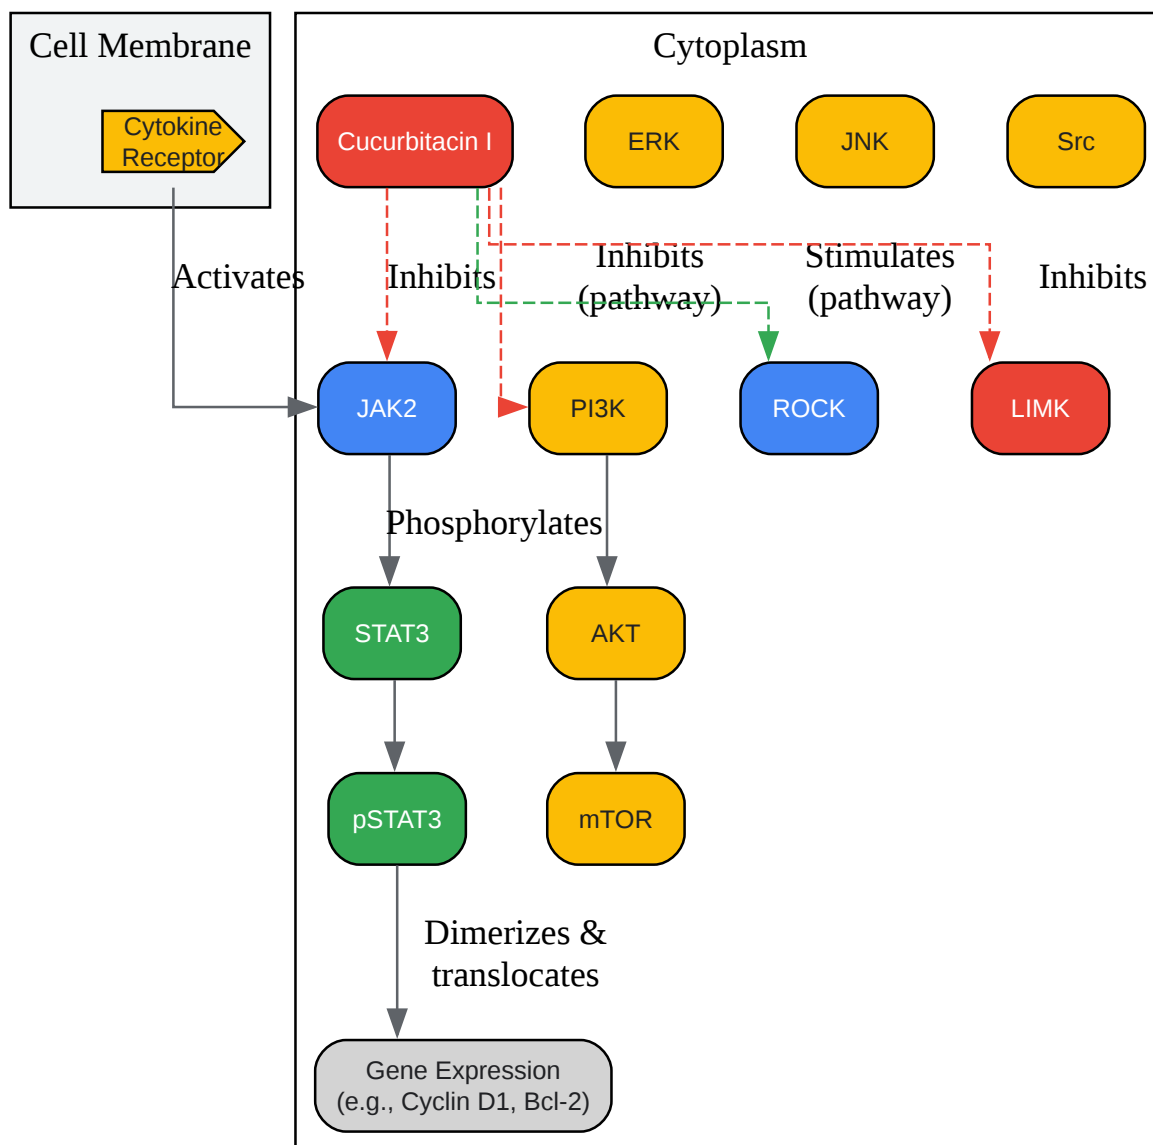 Cell Membrane
Cytoplasm
Cytokine
Receptor
Cucurbitacin I
ERK
JNK
Src
Activates
Inhibits
Inhibits
(pathway)
Stimulates
(pathway)
Inhibits
JAK2
PI3K
ROCK
LIMK
Phosphorylates
STAT3
AKT
pSTAT3
mTOR
Dimerizes &
translocates
Gene Expression
(e.g., Cyclin D1, Bcl-2)